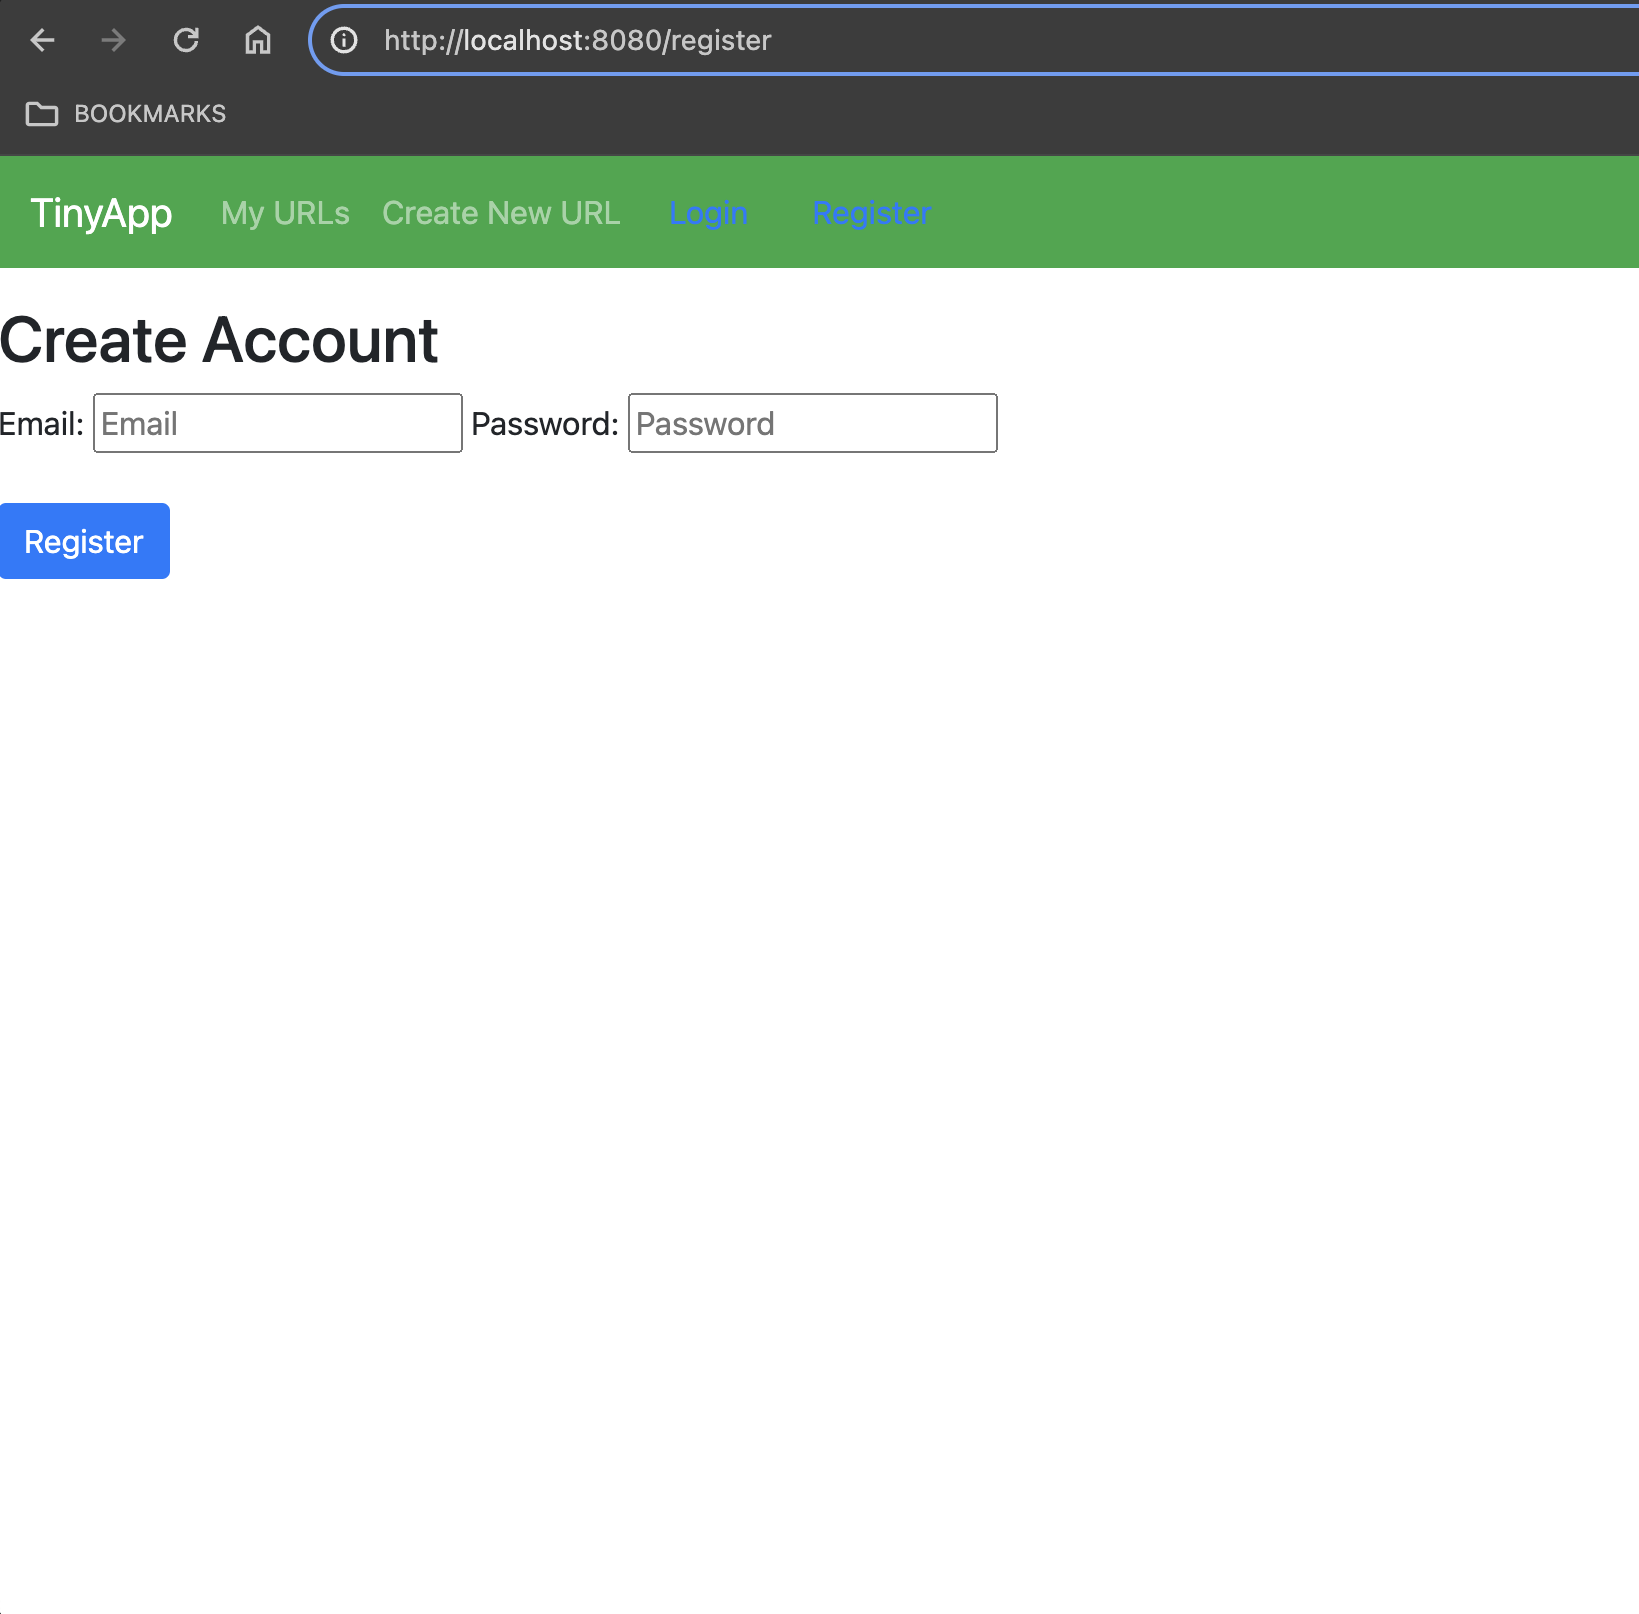 http://localhost:8080/register
BOOKMARKS
TinyApp My URLs Create New URL Login Register
Create Account
Email: Email Password: Password
Register